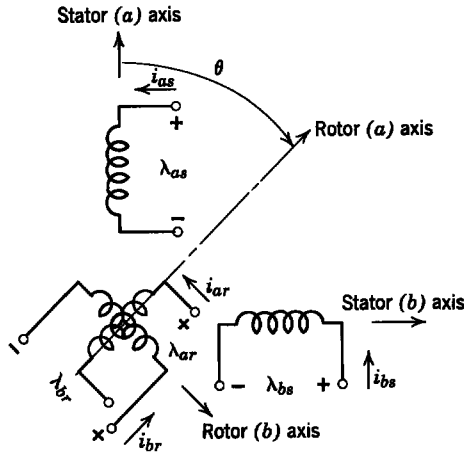 Stator (a) axis
θ
i_as
+
Rotor (a) axis
λ_as
−
i_ar
Stator (b) axis
×
λ_ar
−
λ_br
− λ_bs +
i_bs
×
i_br
Rotor (b) axis